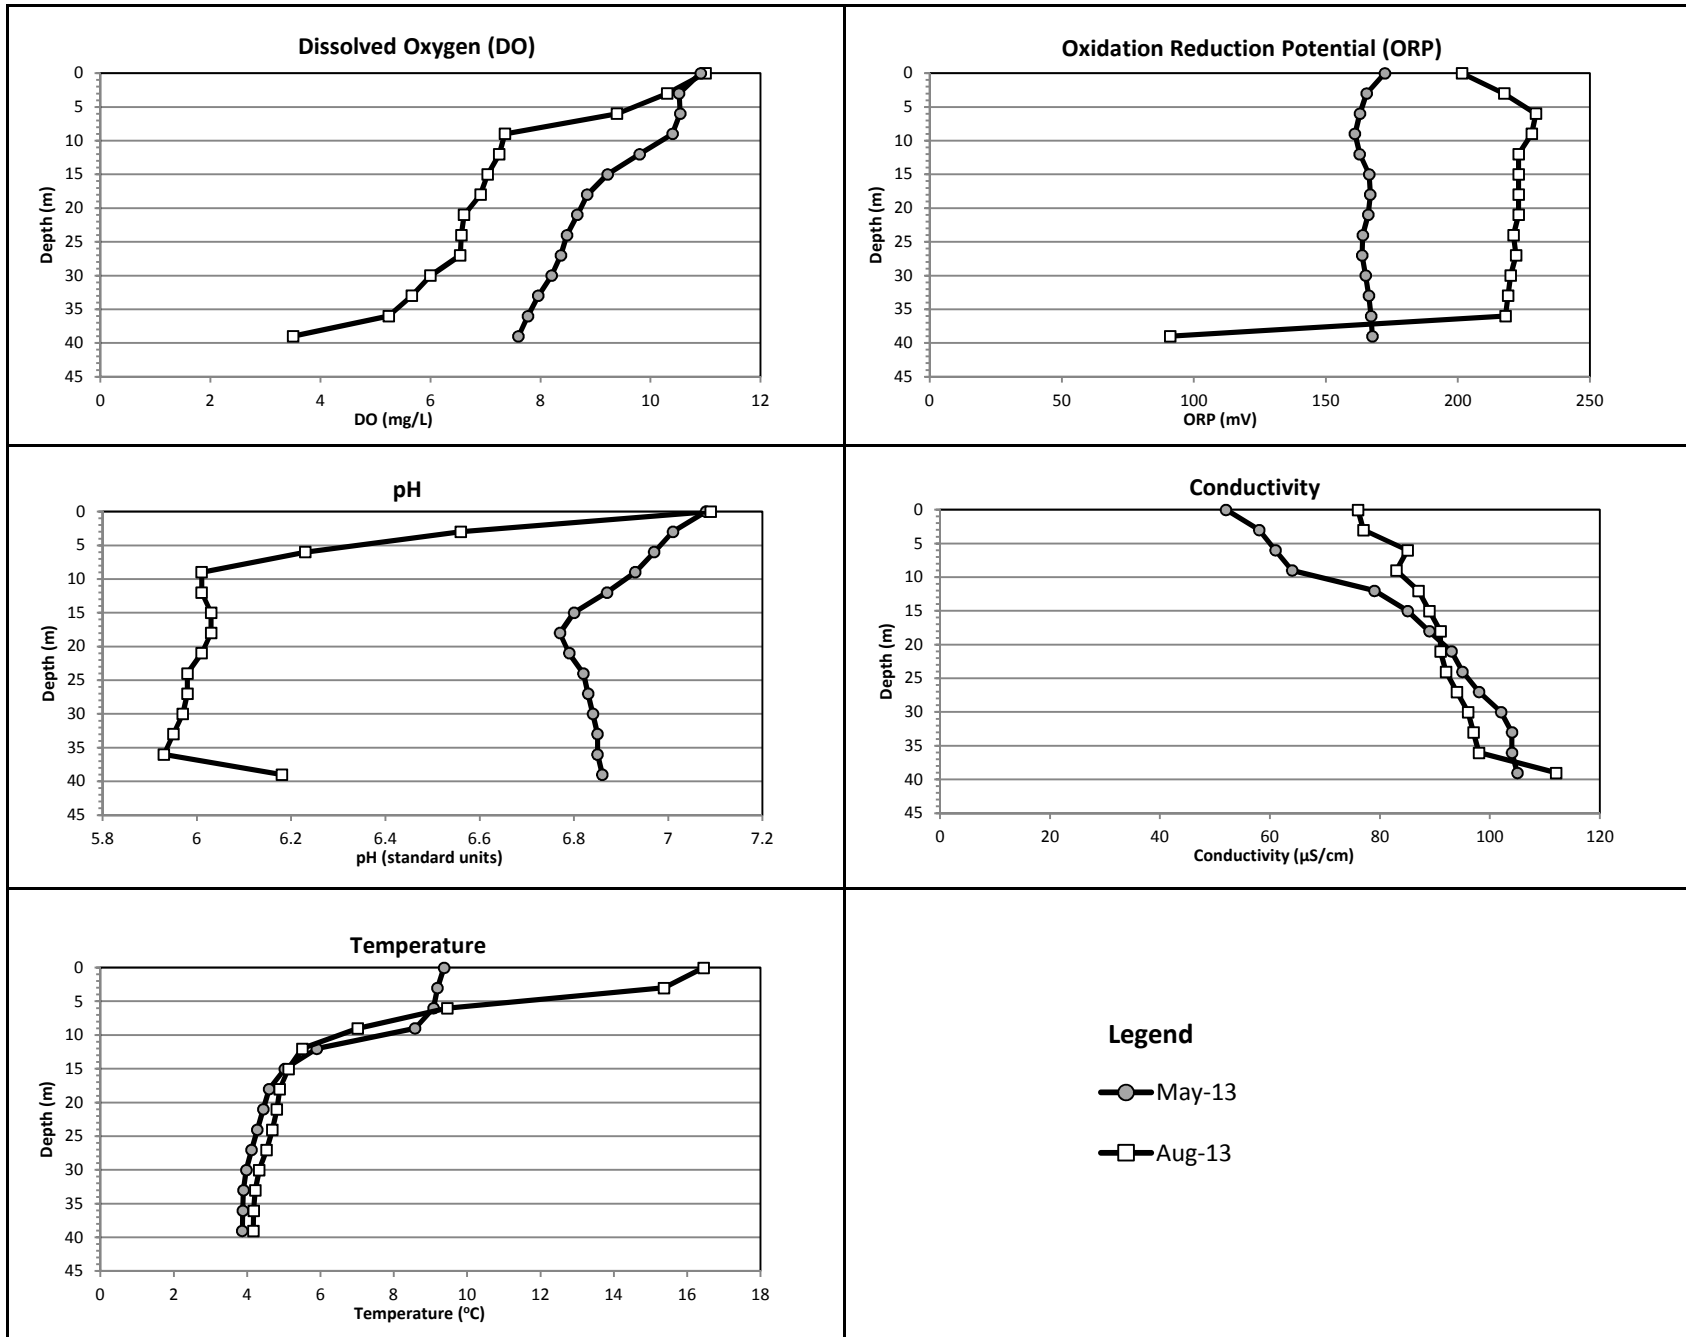 Dissolved Oxygen (DO)
0
5
10
15
20
25
30
35
40
45
Depth (m)
0 2 4 6 8 10 12
DO (mg/L)
Oxidation Reduction Potential (ORP)
0
5
10
15
20
25
30
35
40
45
Depth (m)
0 50 100 150 200 250
ORP (mV)
pH
0
5
10
15
20
25
30
35
40
45
Depth (m)
5.8 6 6.2 6.4 6.6 6.8 7 7.2
pH (standard units)
Conductivity
0
5
10
15
20
25
30
35
40
45
Depth (m)
0 20 40 60 80 100 120
Conductivity (µS/cm)
Temperature
0
5
10
15
20
25
30
35
40
45
Depth (m)
0 2 4 6 8 10 12 14 16 18
Temperature (ºC)
Legend
May-13
Aug-13